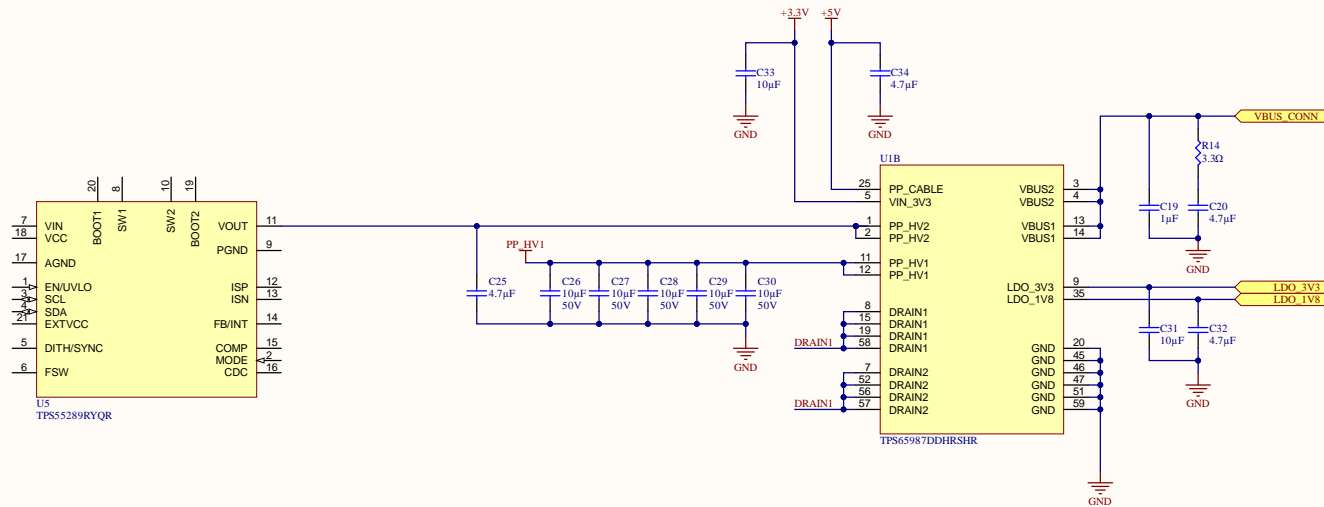 +3.3V
+5V
C33
10µF
GND
C34
4.7µF
GND
VBUS_CONN
R14
3.3Ω
C19
1µF
C20
4.7µF
GND
U1B
25 PP_CABLE
5 VIN_3V3
1 PP_HV2
2 PP_HV2
11 PP_HV1
12 PP_HV1
8 DRAIN1
15 DRAIN1
19 DRAIN1
58 DRAIN1
7 DRAIN2
52 DRAIN2
56 DRAIN2
57 DRAIN2
VBUS2 3
VBUS2 4
VBUS1 13
VBUS1 14
LDO_3V3 9
LDO_1V8 35
GND 20
GND 45
GND 46
GND 47
GND 51
GND 59
TPS65987DDHRSHR
DRAIN1
DRAIN1
LDO_3V3
LDO_1V8
C31
10µF
C32
4.7µF
GND
GND
20 BOOT1
8 SW1
10 SW2
19 BOOT2
7 VIN
18 VCC
17 AGND
1 EN/UVLO
3 SCL
4 SDA
21 EXTVCC
5 DITH/SYNC
6 FSW
VOUT 11
PGND 9
ISP 12
ISN 13
FB/INT 14
COMP 15
MODE 2
CDC 16
U5
TPS55289RYQR
PP_HV1
C25
4.7µF
C26
10µF
50V
C27
10µF
50V
C28
10µF
50V
C29
10µF
50V
C30
10µF
50V
GND